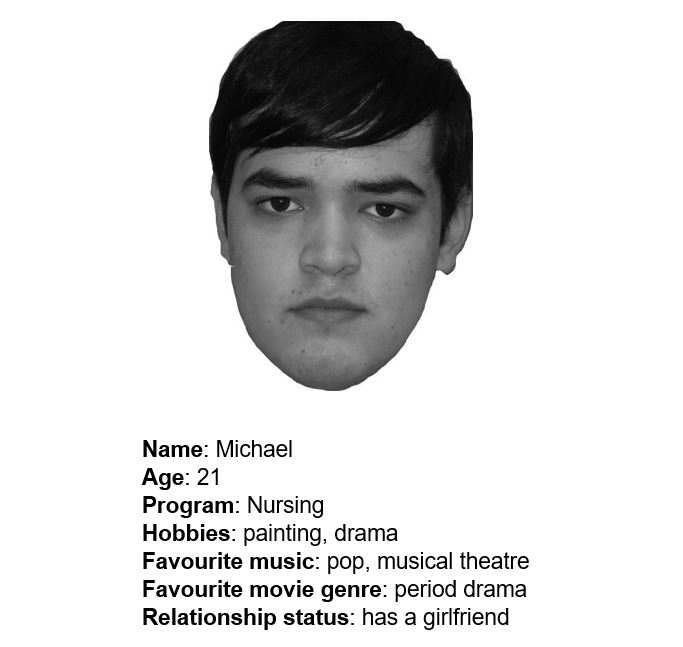 Name: Michael
Age: 21
Program: Nursing
Hobbies: painting, drama
Favourite music: pop, musical theatre
Favourite movie genre: period drama
Relationship status: has a girlfriend